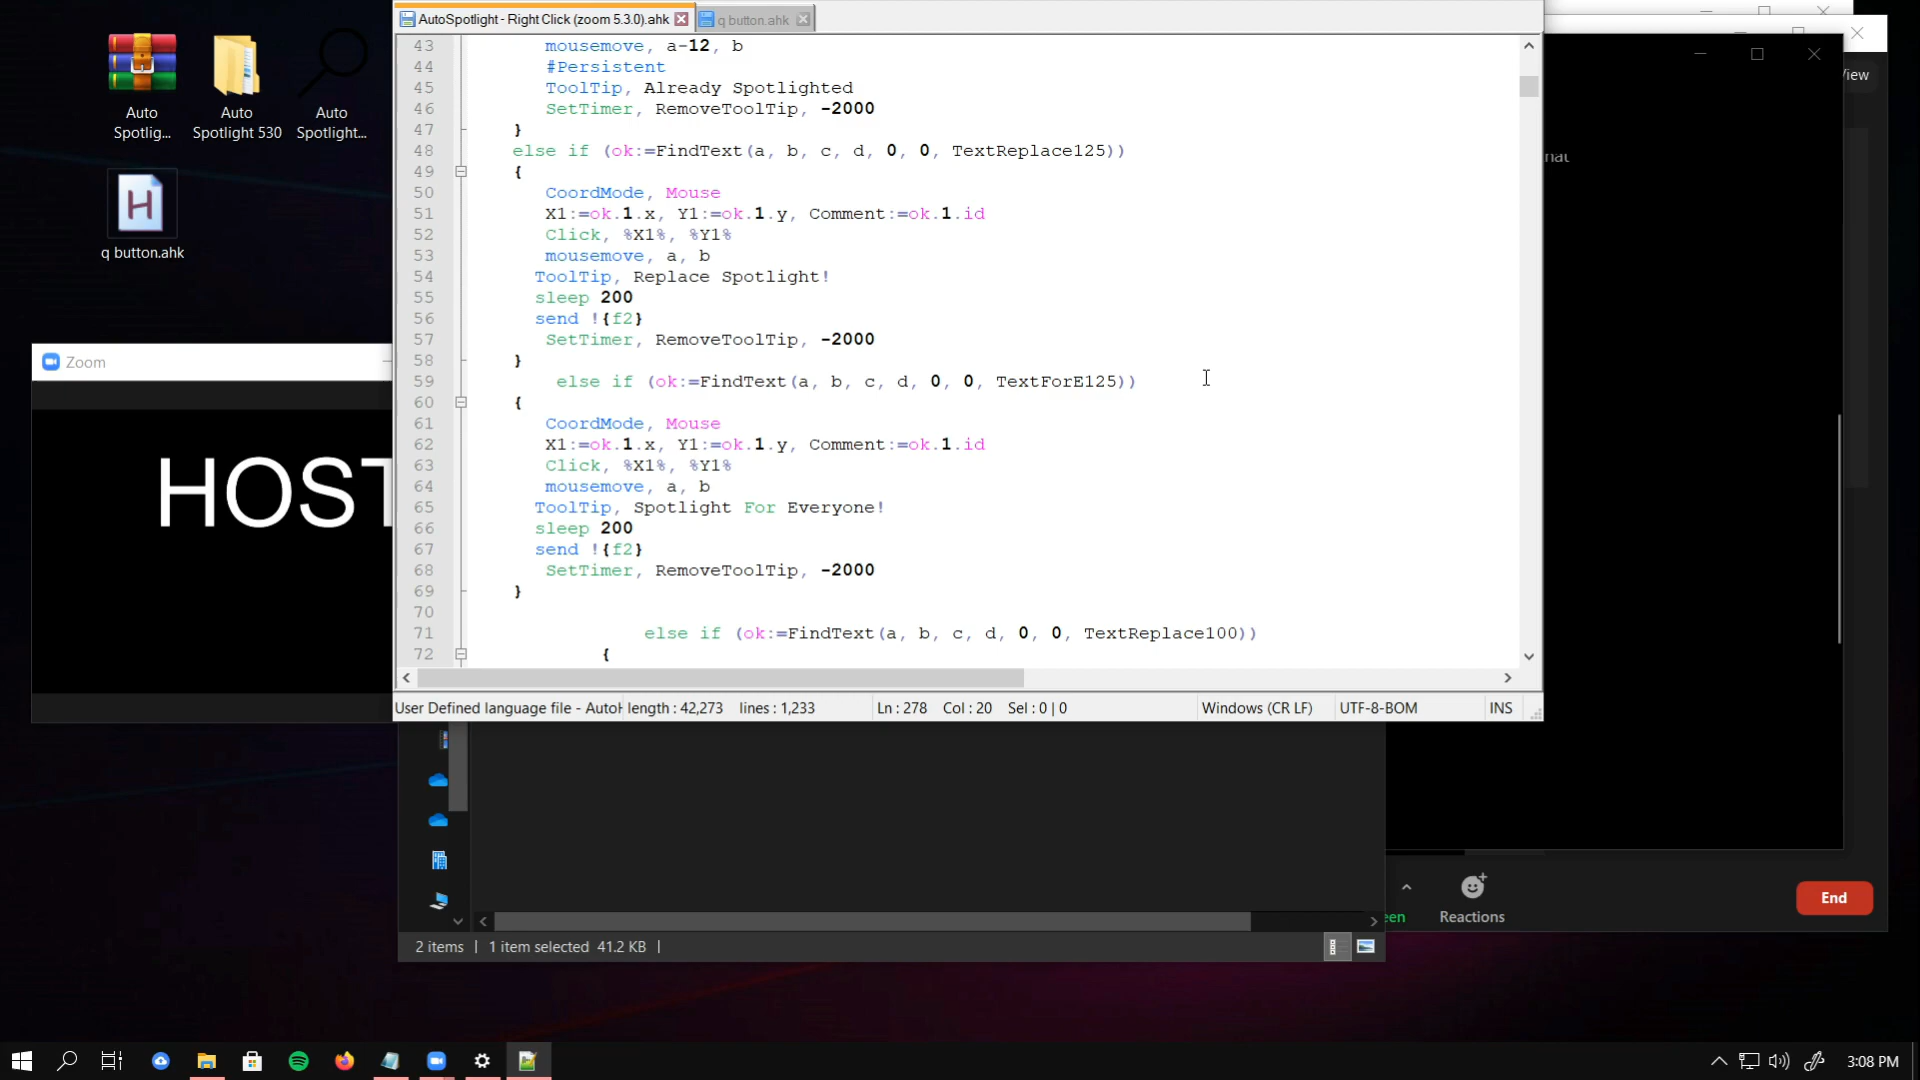 AutoSpotlight - Right Click (zoom 5.3.0).ahk
q button.ahk
43 mousemove, a-12, b
44 #Persistent
45 ToolTip, Already Spotlighted
46 SetTimer, RemoveToolTip, -2000
47 }
48 else if (ok:=FindText(a, b, c, d, 0, 0, TextReplace125))
49 {
50 CoordMode, Mouse
51 X1:=ok.1.x, Y1:=ok.1.y, Comment:=ok.1.id
52 Click, %X1%, %Y1%
53 mousemove, a, b
54 ToolTip, Replace Spotlight!
55 sleep 200
56 send !{f2}
57 SetTimer, RemoveToolTip, -2000
58 }
59 else if (ok:=FindText(a, b, c, d, 0, 0, TextForE125))
60 {
61 CoordMode, Mouse
62 X1:=ok.1.x, Y1:=ok.1.y, Comment:=ok.1.id
63 Click, %X1%, %Y1%
64 mousemove, a, b
65 ToolTip, Spotlight For Everyone!
66 sleep 200
67 send !{f2}
68 SetTimer, RemoveToolTip, -2000
69 }
70
71 else if (ok:=FindText(a, b, c, d, 0, 0, TextReplace100))
72 {
User Defined language file - AutoH length : 42,273 lines : 1,233 Ln : 278 Col : 20 Sel : 0 | 0 Windows (CR LF) UTF-8-BOM INS
Auto
Spotlig...
Auto
Spotlight 530
Auto
Spotlight...
q button.ahk
Zoom
HOST
View
hat
een
Reactions
End
2 items | 1 item selected 41.2 KB |
3:08 PM